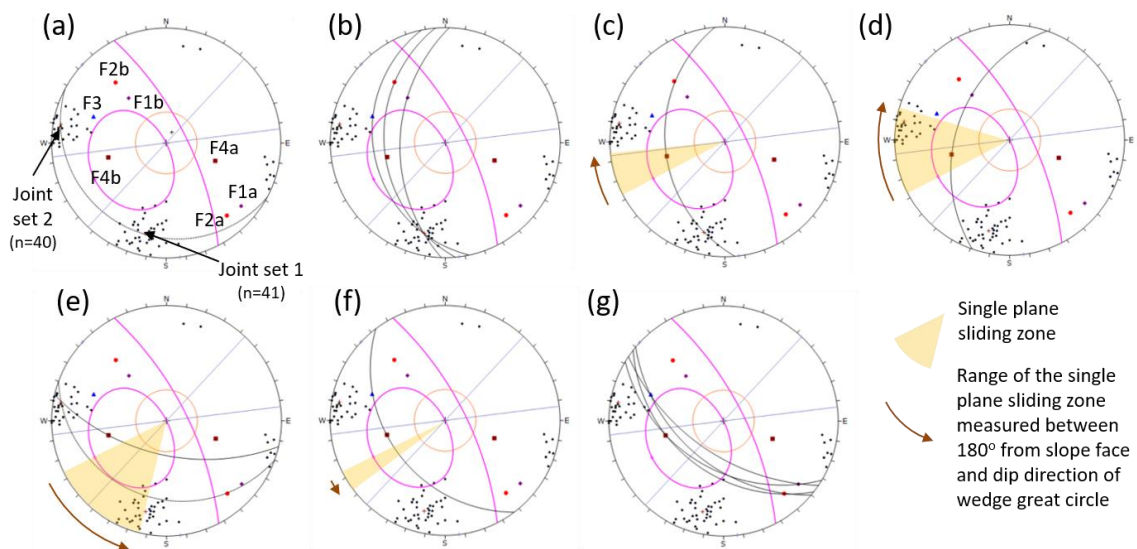 (a)
N
F2b
F3
F1b
W
E
F4a
F4b
F1a
F2a
S
Joint
set 2
(n=40)
Joint set 1
(n=41)
(b)
N
W
E
S
(c)
N
W
E
S
(d)
N
W
E
S
(e)
N
W
E
S
(f)
N
W
E
S
(g)
N
W
E
S
Single plane
sliding zone
Range of the single
plane sliding zone
measured between
180° from slope face
and dip direction of
wedge great circle